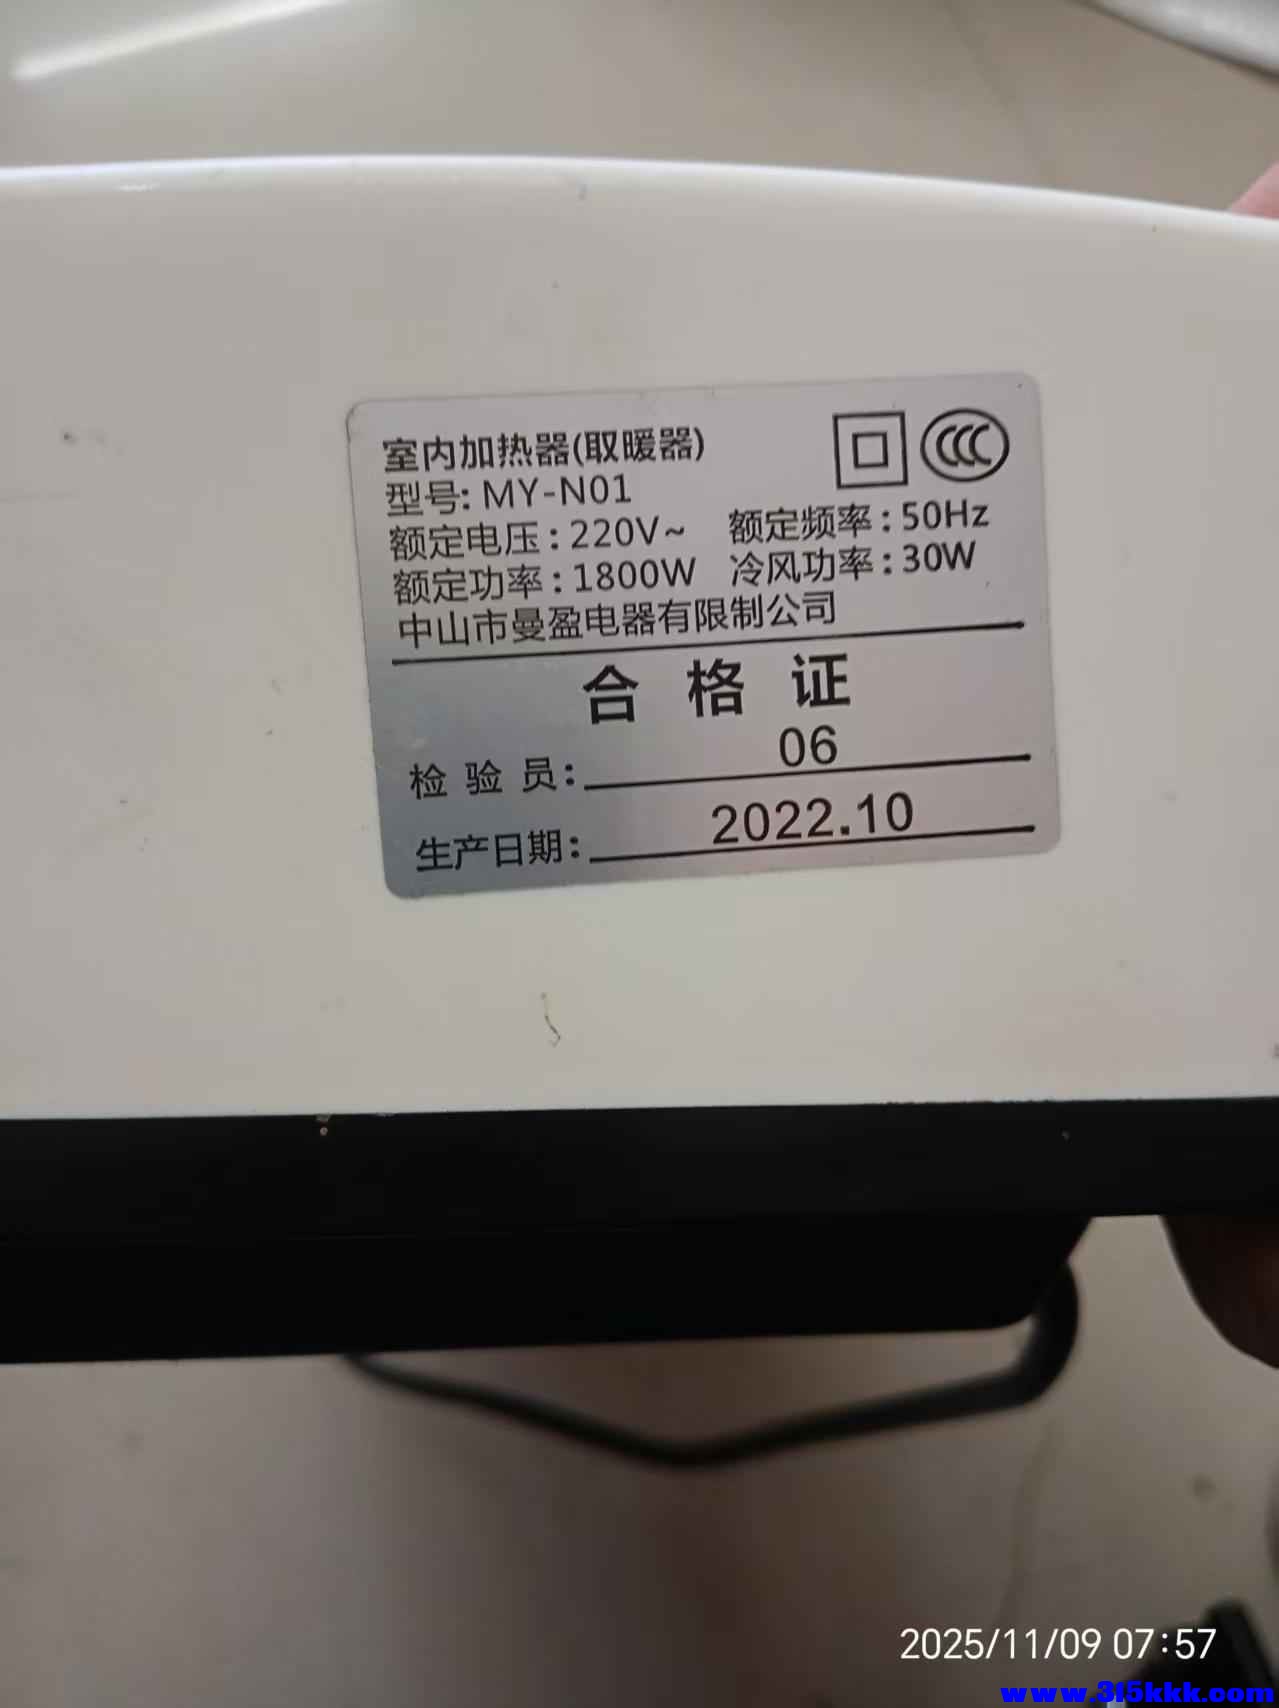 室内加热器(取暖器)
CCC
型号: MY-N01
额定电压: 220V~ 额定频率: 50Hz
额定功率: 1800W 冷风功率: 30W
中山市曼盈电器有限制公司
合格证
检验员: 06
生产日期: 2022.10
2025/11/09 07:57
www.315kkk.com